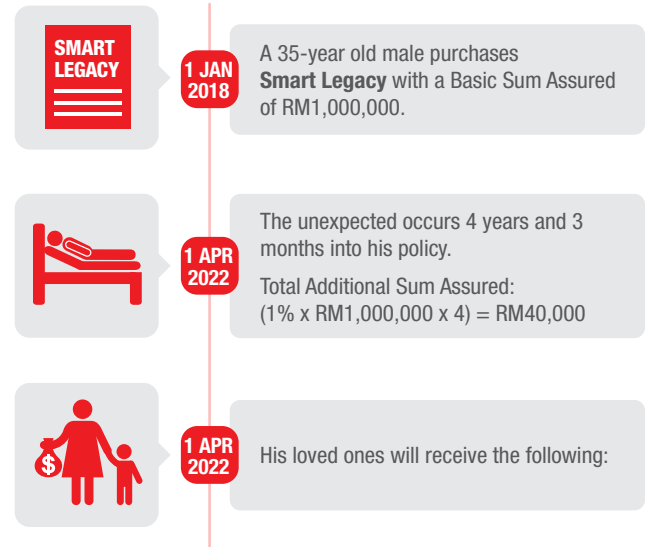 SMART
LEGACY
1 JAN
2018
A 35-year old male purchases
Smart Legacy with a Basic Sum Assured
of RM1,000,000.
1 APR
2022
The unexpected occurs 4 years and 3
months into his policy.
Total Additional Sum Assured:
(1% x RM1,000,000 x 4) = RM40,000
$
1 APR
2022
His loved ones will receive the following: